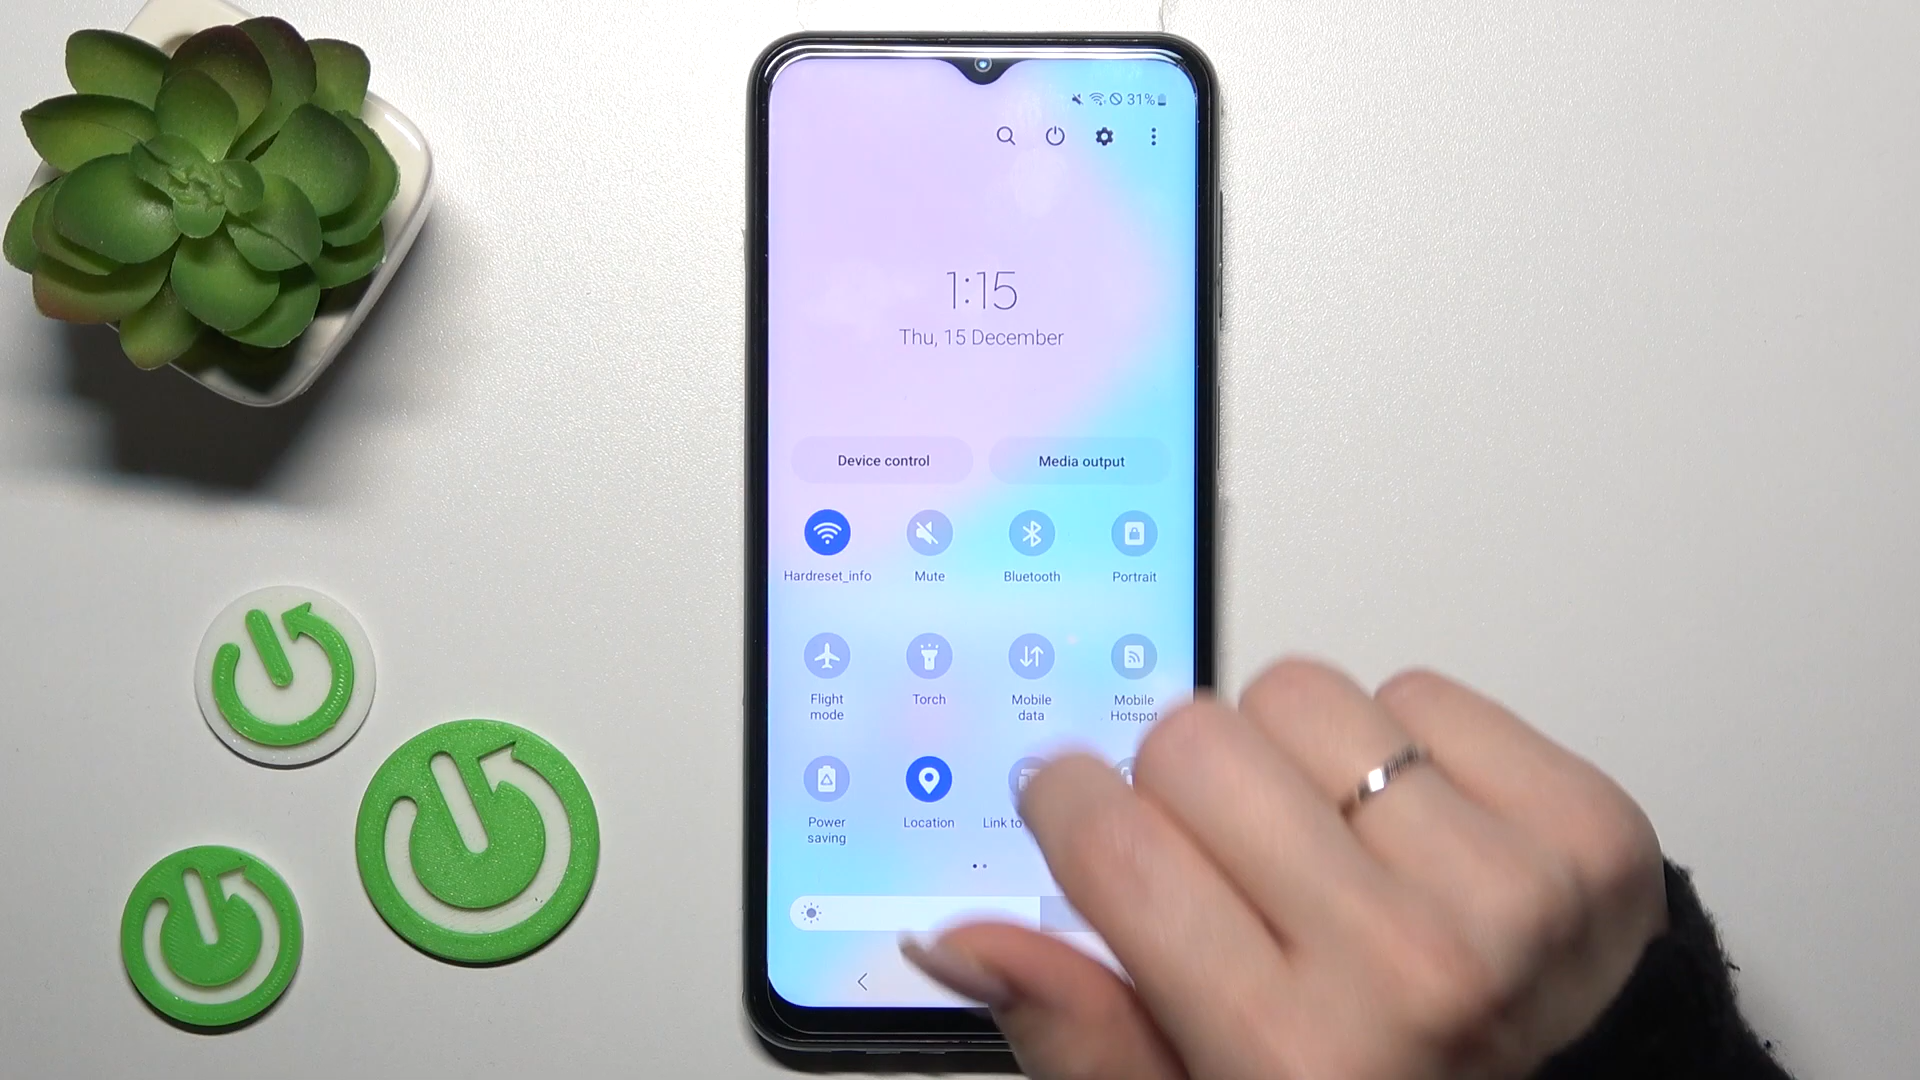 31%
1:15
Thu, 15 December
Device control
Media output
Hardreset_info
Mute
Bluetooth
Portrait
Flight
mode
Torch
Mobile
data
Mobile
Hotspot
Power
saving
Location
Link to